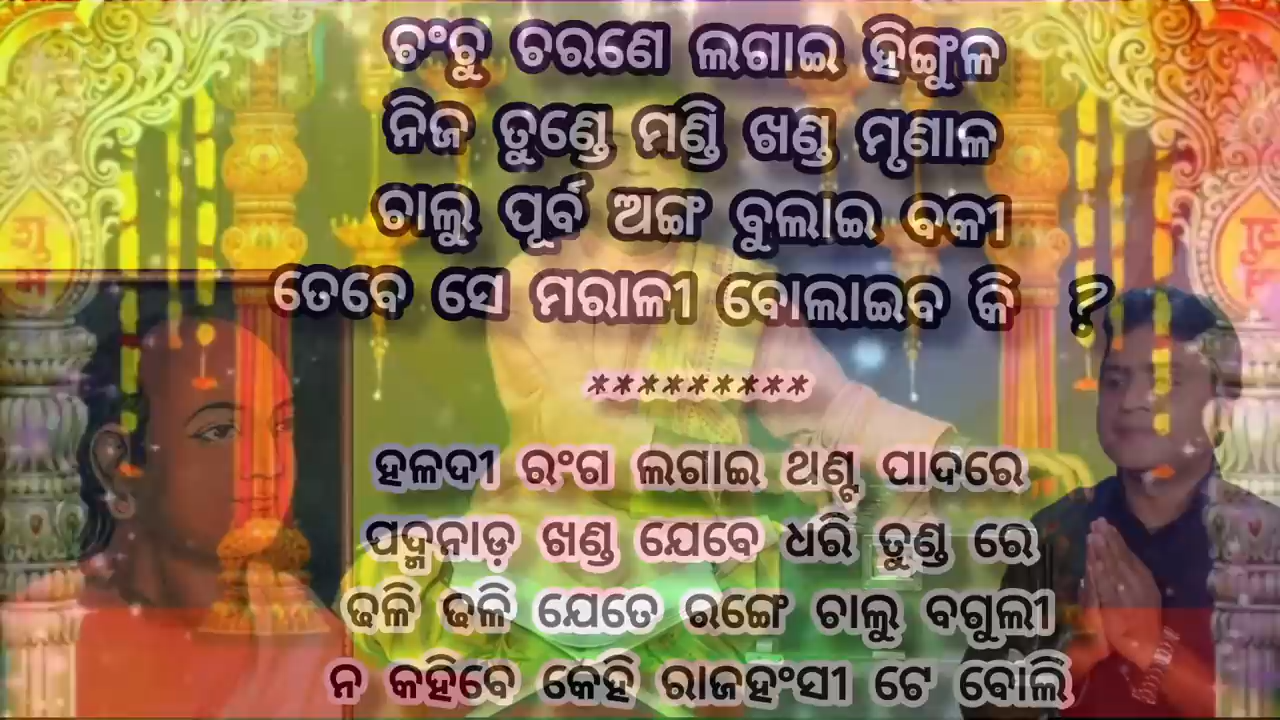 ଚଂଚୁ ଚରଣେ ଲଗାଇ ହିଙ୍ଗୁଳ
ନିଜ ତୁଣ୍ଡେ ମଣ୍ଡି ଖଣ୍ଡ ମୃଣାଳ
ଚାଲୁ ପୂର୍ବ ଅଙ୍ଗ ବୁଲାଇ ବକୀ
ତେବେ ସେ ମରାଳୀ ବୋଲାଇବ କି ?
*********
ହଳଦୀ ରଂଗ ଲଗାଇ ଥଣ୍ଟ ପାଦରେ
ପଦ୍ମନାଡ଼ ଖଣ୍ଡ ଯେବେ ଧରି ତୁଣ୍ଡ ରେ
ଢଳି ଢଳି ଯେତେ ରଙ୍ଗେ ଚାଲୁ ବଗୁଲୀ
ନ କହିବେ କେହି ରାଜହଂସୀ ଟେ ବୋଲି